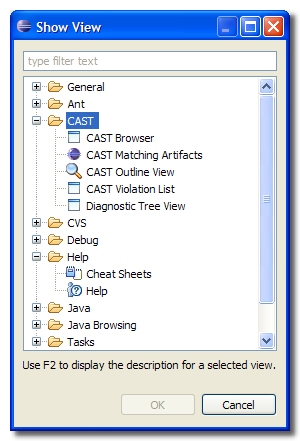 Show View
type filter text
General
Ant
CAST
CAST Browser
CAST Matching Artifacts
CAST Outline View
CAST Violation List
Diagnostic Tree View
CVS
Debug
Help
Cheat Sheets
Help
Java
Java Browsing
Tasks
Use F2 to display the description for a selected view.
OK
Cancel